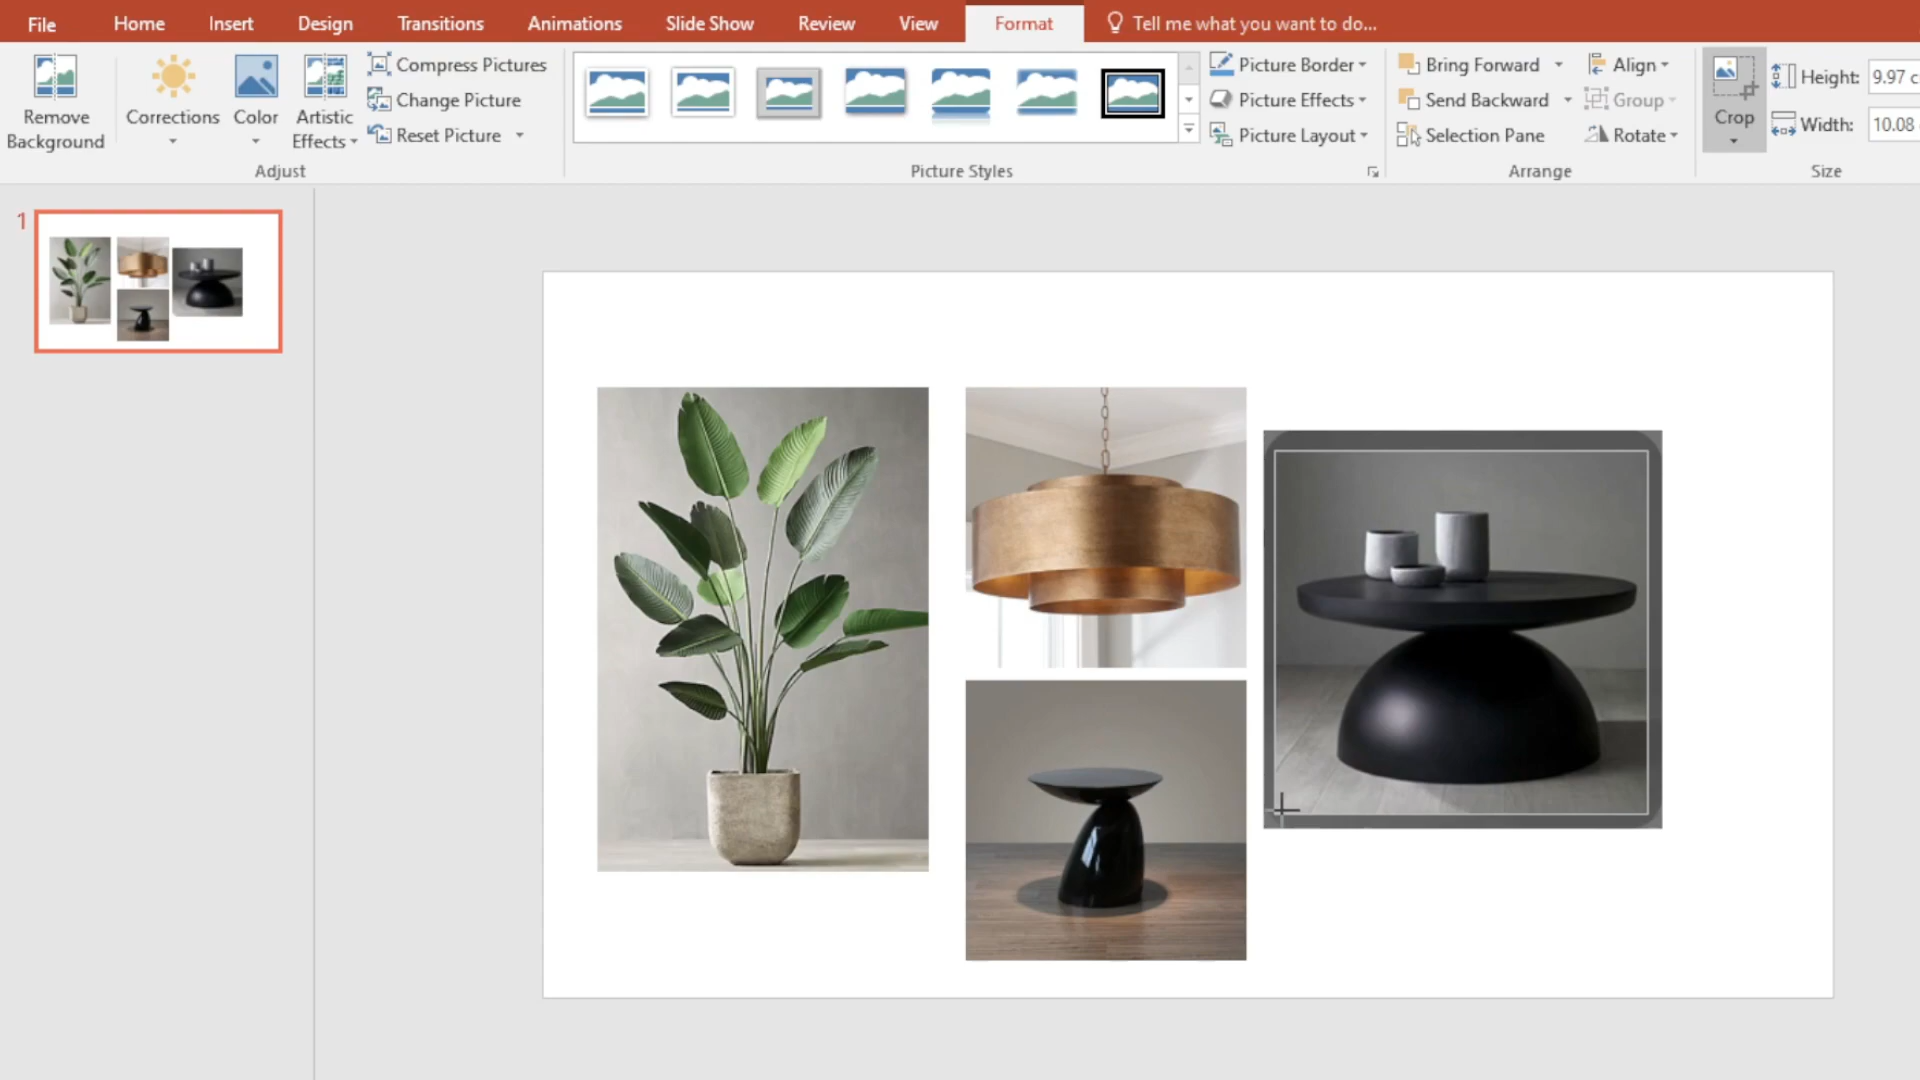 File Home Insert Design Transitions Animations Slide Show Review View Format Tell me what you want to do...
Remove Background
Corrections
Color
Artistic Effects
Compress Pictures
Change Picture
Reset Picture
Adjust
Picture Styles
Picture Border
Picture Effects
Picture Layout
Bring Forward
Send Backward
Selection Pane
Align
Group
Rotate
Arrange
Crop
Height: 9.97 c
Width: 10.08
Size
1